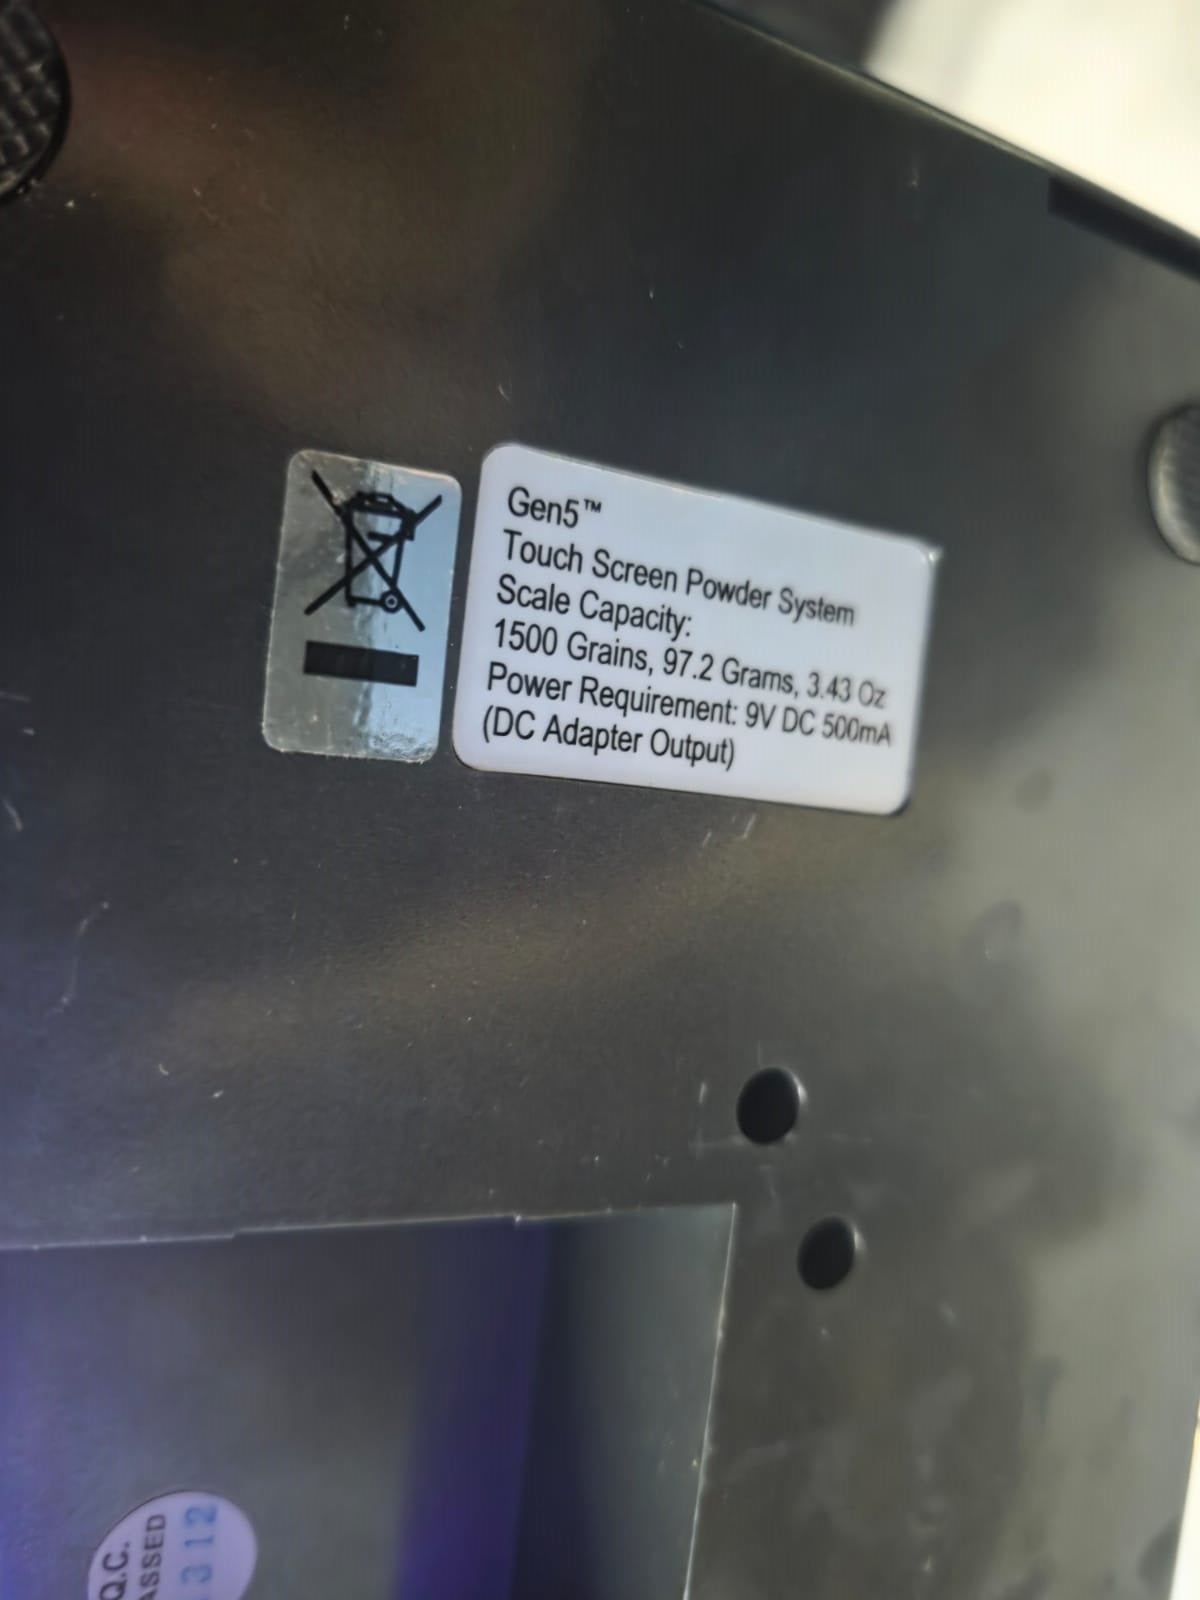 Gen5™
Touch Screen Powder System
Scale Capacity:
1500 Grains, 97.2 Grams, 3.43 Oz
Power Requirement: 9V DC 500mA
(DC Adapter Output)
Q.C.
ASSED
312